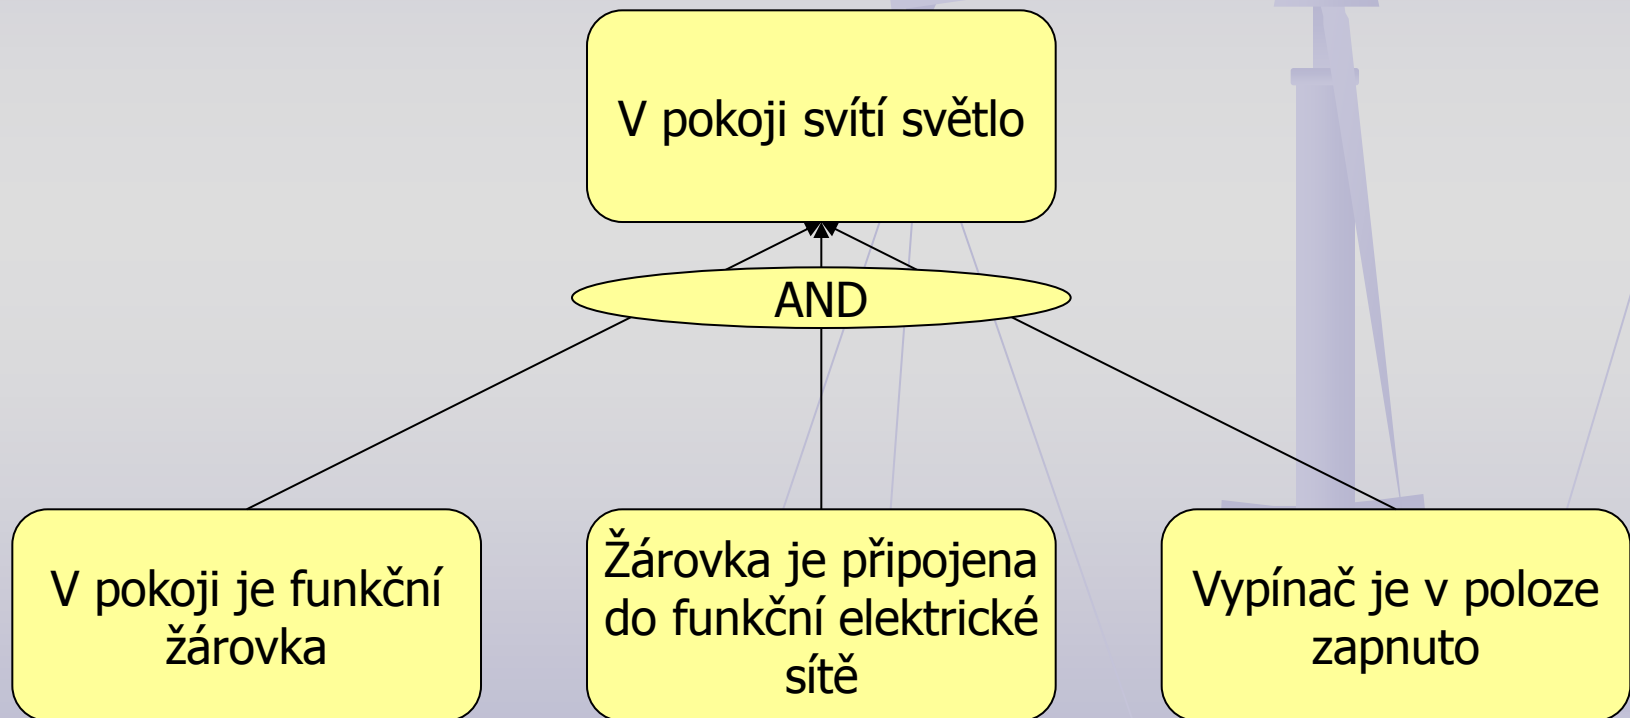 V pokoji svítí světlo
AND
V pokoji je funkční
žárovka
Žárovka je připojena
do funkční elektrické
sítě
Vypínač je v poloze
zapnuto